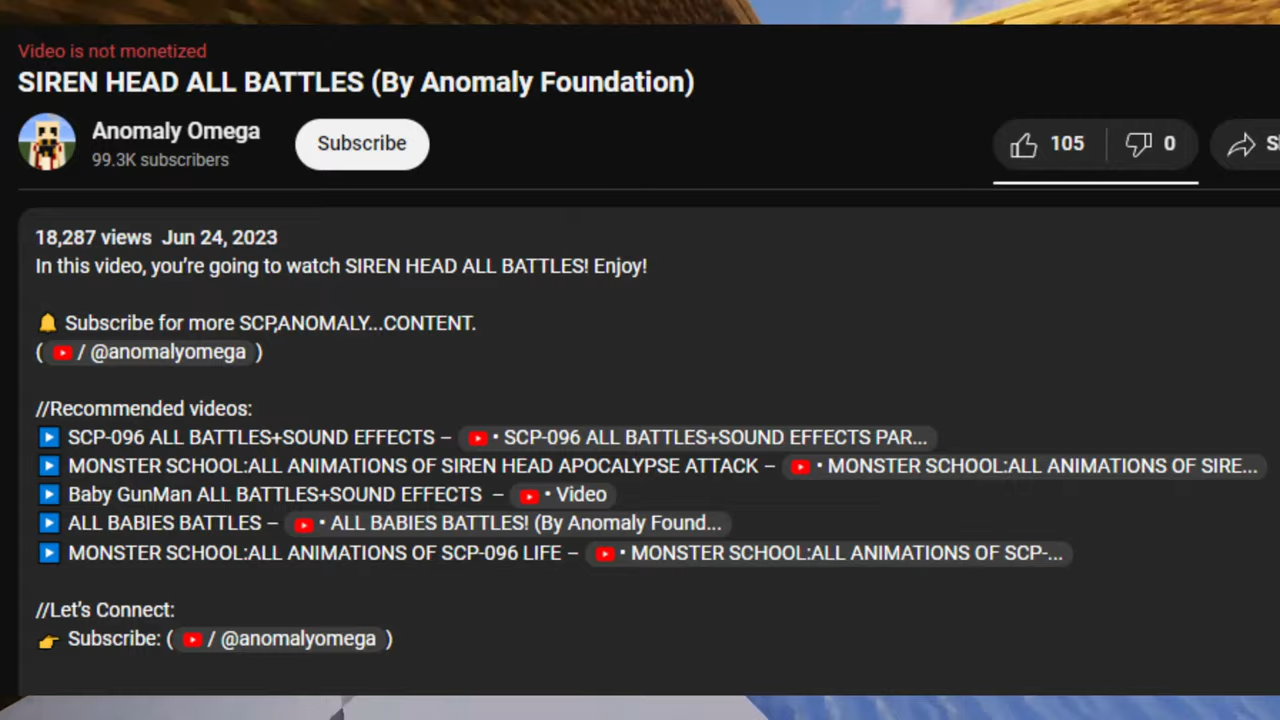 Video is not monetized
SIREN HEAD ALL BATTLES (By Anomaly Foundation)
Anomaly Omega
99.3K subscribers
Subscribe
105
0
18,287 views Jun 24, 2023
In this video, you're going to watch SIREN HEAD ALL BATTLES! Enjoy!
🔔 Subscribe for more SCP,ANOMALY...CONTENT.
( / @anomalyomega )
//Recommended videos:
▶️ SCP-096 ALL BATTLES+SOUND EFFECTS – • SCP-096 ALL BATTLES+SOUND EFFECTS PAR...
▶️ MONSTER SCHOOL:ALL ANIMATIONS OF SIREN HEAD APOCALYPSE ATTACK – • MONSTER SCHOOL:ALL ANIMATIONS OF SIRE...
▶️ Baby GunMan ALL BATTLES+SOUND EFFECTS – • Video
▶️ ALL BABIES BATTLES – • ALL BABIES BATTLES! (By Anomaly Found...
▶️ MONSTER SCHOOL:ALL ANIMATIONS OF SCP-096 LIFE – • MONSTER SCHOOL:ALL ANIMATIONS OF SCP-...
//Let's Connect:
👉 Subscribe: ( / @anomalyomega )